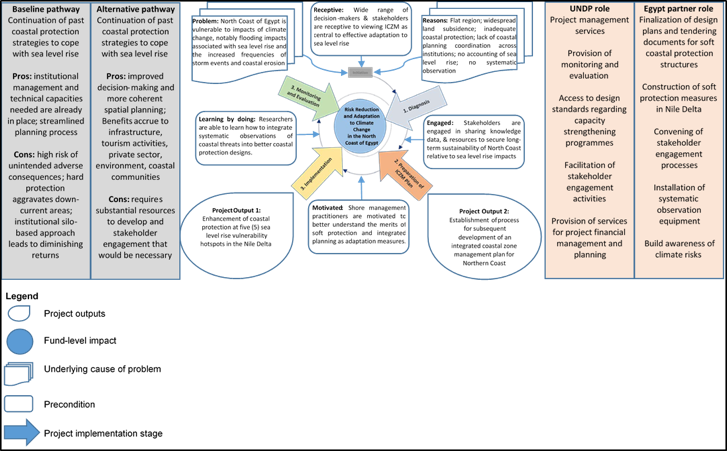 Baseline pathway
Continuation of past
coastal protection
strategies to cope
with sea level rise
Pros: institutional
management and
technical capacities
needed are already
in place; streamlined
planning process
Cons: high risk of
unintended adverse
consequences; hard
protection
aggravates down-
current areas;
institutional silo-
based approach
leads to diminishing
returns
Alternative pathway
Continuation of past
coastal protection
strategies to cope
with sea level rise
Pros: improved
decision-making and
more coherent
spatial planning;
Benefits accrue to
infrastructure,
tourism activities,
private sector,
environment, coastal
communities
Cons: requires
substantial resources
to develop and
stakeholder
engagement that
would be necessary
Problem: North Coast of Egypt is
vulnerable to impacts of climate
change, notably flooding impacts
associated with sea level rise and
the increased frequencies of
storm events and coastal erosion
Receptive: Wide range of
decision-makers & stakeholders
are receptive to viewing ICZM as
central to effective adaptation to
sea level rise
Reasons: Flat region; widespread
land subsidence; inadequate
coastal protection; lack of coastal
planning coordination across
institutions; no accounting of sea
level rise; no systematic
observation
3. Monitoring
and Evaluation
1. Diagnosis
Learning by doing: Researchers
are able to learn how to integrate
systematic observations of
coastal threats into better coastal
protection designs.
Risk Reduction
and Adaptation
to Climate
Change in the
North Coast of
Egypt
Engaged: Stakeholders are
engaged in sharing knowledge
data, & resources to secure long-
term sustainability of North Coast
relative to sea level rise impacts
3. Implementation
2. Preparation of
ICZM Plan
Project Output 1:
Enhancement of coastal
protection at five (5) sea
level rise vulnerability
hotspots in the Nile Delta
Motivated: Shore management
practitioners are motivated to
better understand the merits of
soft protection and integrated
planning as adaptation measures.
Project Output 2:
Establishment of process
for subsequent
development of an
integrated coastal zone
management plan for
Northern Coast
UNDP role
Project management
services
Provision of
monitoring and
evaluation
Access to design
standards regarding
capacity
strengthening
programmes
Facilitation of
stakeholder
engagement
activities
Provision of services
for project financial
management and
planning
Egypt partner role
Finalization of design
plans and tendering
documents for soft
coastal protection
structures
Construction of soft
protection measures
in Nile Delta
Convening of
stakeholder
engagement
processes
Installation of
systematic
observation
equipment
Build awareness of
climate risks
Legend
Project outputs
Fund-level impact
Underlying cause of problem
Precondition
Project implementation stage